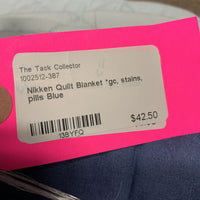 The Tack Collector
1002512-387
Nikken Quilt Blanket *gc, stains,
pills Blue
$42.50
13BYFQ